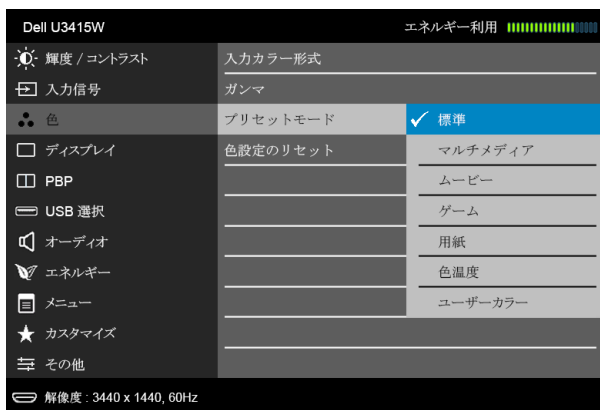 Dell U3415W
エネルギー利用
輝度 / コントラスト
入力カラー形式
入力信号
ガンマ
色
プリセットモード
標準
ディスプレイ
色設定のリセット
マルチメディア
PBP
ムービー
USB 選択
ゲーム
オーディオ
用紙
エネルギー
色温度
メニュー
ユーザーカラー
カスタマイズ
その他
解像度 : 3440 x 1440, 60Hz